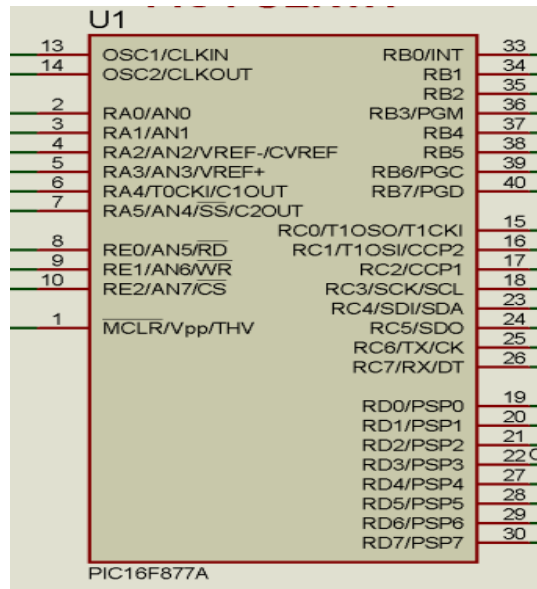 U1
13 OSC1/CLKIN RB0/INT 33
14 OSC2/CLKOUT RB1 34
RB2 35
2 RA0/AN0 RB3/PGM 36
3 RA1/AN1 RB4 37
4 RA2/AN2/VREF-/CVREF RB5 38
5 RA3/AN3/VREF+ RB6/PGC 39
6 RA4/T0CKI/C1OUT RB7/PGD 40
7 RA5/AN4/SS/C2OUT
RC0/T1OSO/T1CKI 15
8 RE0/AN5/RD RC1/T1OSI/CCP2 16
9 RE1/AN6/WR RC2/CCP1 17
10 RE2/AN7/CS RC3/SCK/SCL 18
RC4/SDI/SDA 23
1 MCLR/Vpp/THV RC5/SDO 24
RC6/TX/CK 25
RC7/RX/DT 26
RD0/PSP0 19
RD1/PSP1 20
RD2/PSP2 21
RD3/PSP3 22
RD4/PSP4 27
RD5/PSP5 28
RD6/PSP6 29
RD7/PSP7 30
PIC16F877A